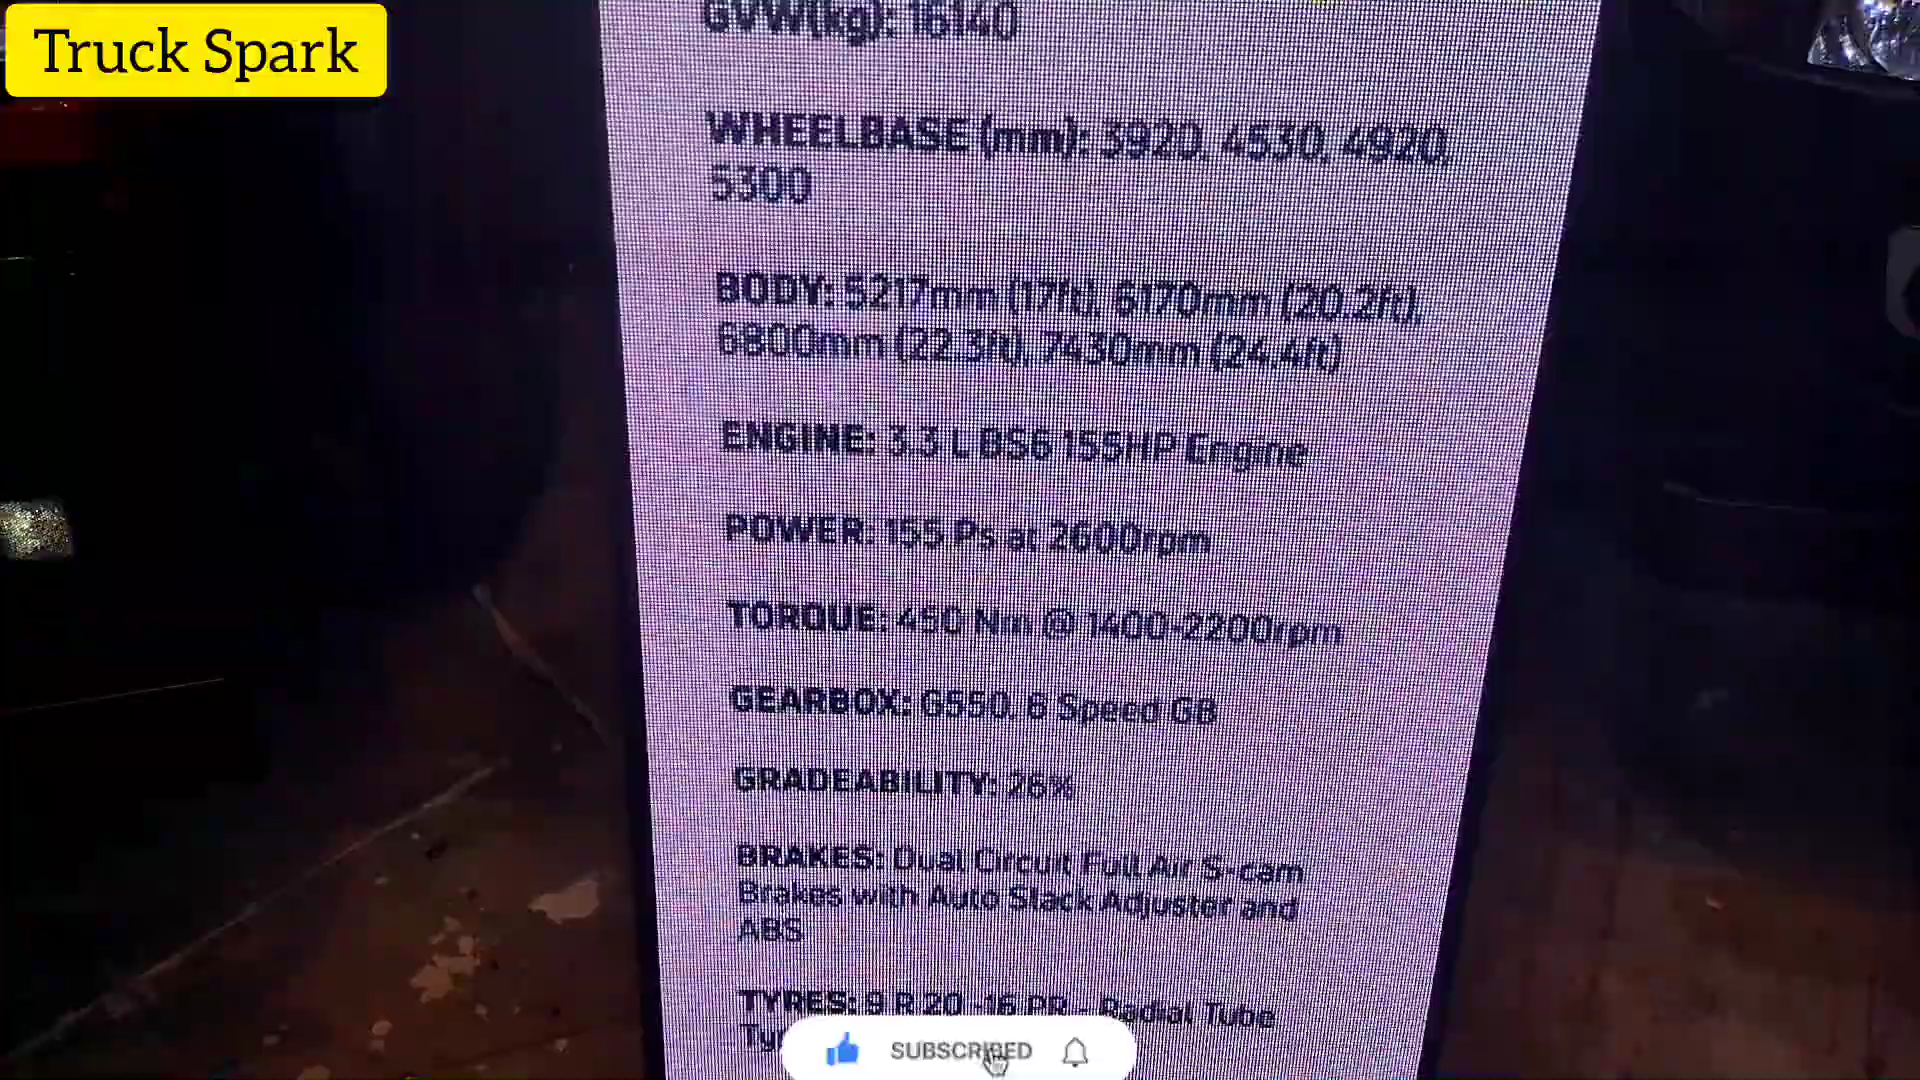 Truck Spark
GVW(kg): 16140
WHEELBASE (mm): 3920, 4530, 4920,
5300
BODY: 5217mm (17ft), 6170mm (20.2ft),
6800mm (22.3ft), 7430mm (24.4ft)
ENGINE: 3.3 L BS6 155HP Engine
POWER: 155 Ps at 2600rpm
TORQUE: 450 Nm @ 1400-2200rpm
GEARBOX: G550, 6 Speed GB
GRADEABILITY: 26%
BRAKES: Dual Circuit Full Air S-cam
Brakes with Auto Slack Adjuster and
ABS
TYRES: 9 R 20 -16 PR - Radial Tube
SUBSCRIBED